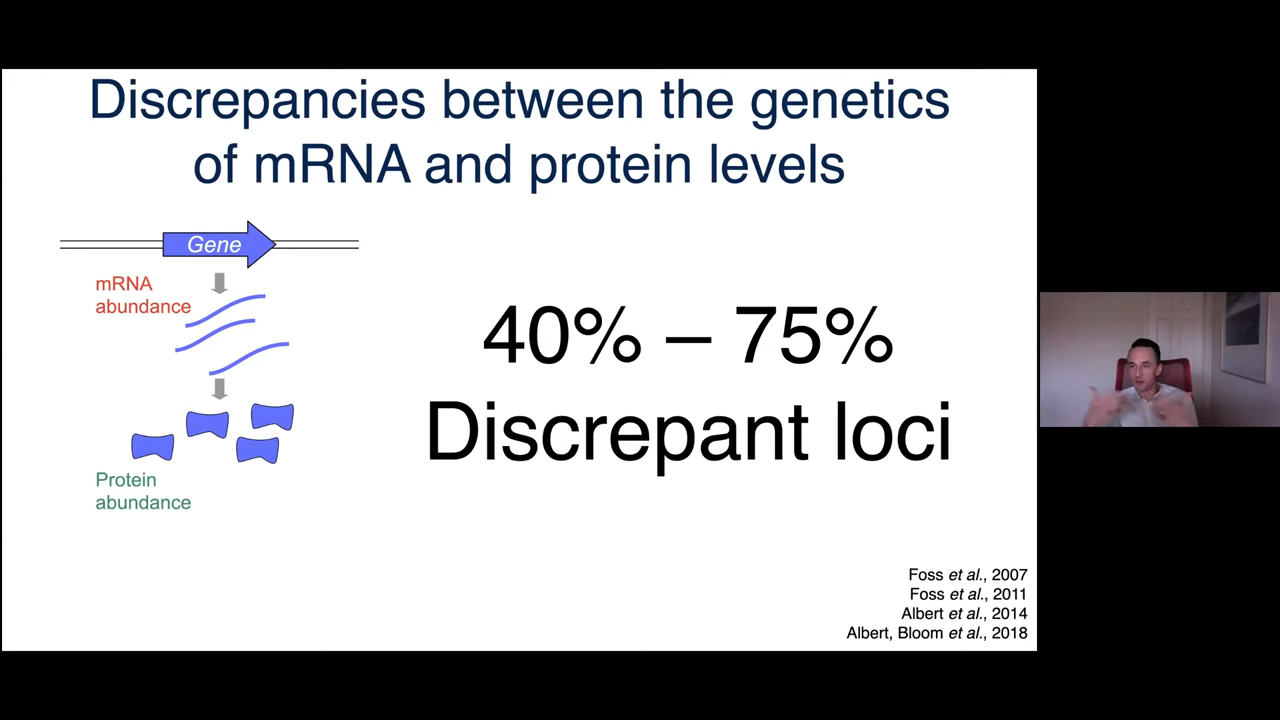 Discrepancies between the genetics
of mRNA and protein levels
Gene
mRNA
abundance
Protein
abundance
40% – 75%
Discrepant loci
Foss et al., 2007
Foss et al., 2011
Albert et al., 2014
Albert, Bloom et al., 2018